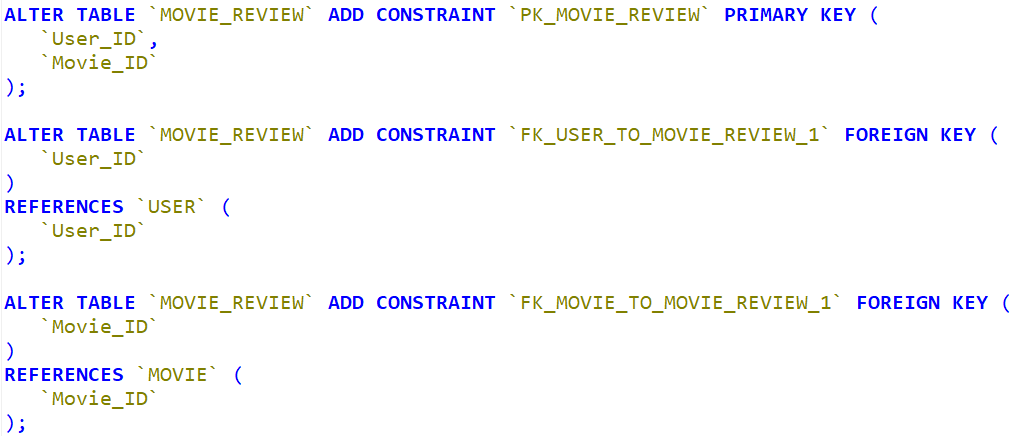 ALTER TABLE `MOVIE_REVIEW` ADD CONSTRAINT `PK_MOVIE_REVIEW` PRIMARY KEY (
   `User_ID`,
   `Movie_ID`
);

ALTER TABLE `MOVIE_REVIEW` ADD CONSTRAINT `FK_USER_TO_MOVIE_REVIEW_1` FOREIGN KEY (
   `User_ID`
)
REFERENCES `USER` (
   `User_ID`
);

ALTER TABLE `MOVIE_REVIEW` ADD CONSTRAINT `FK_MOVIE_TO_MOVIE_REVIEW_1` FOREIGN KEY (
   `Movie_ID`
)
REFERENCES `MOVIE` (
   `Movie_ID`
);